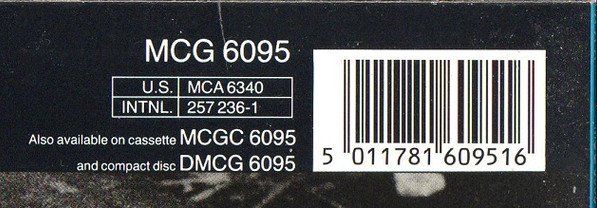 MCG 6095
U.S. MCA 6340
INTNL. 257 236-1
Also available on cassette MCGC 6095
and compact disc DMCG 6095
5 011781 609516